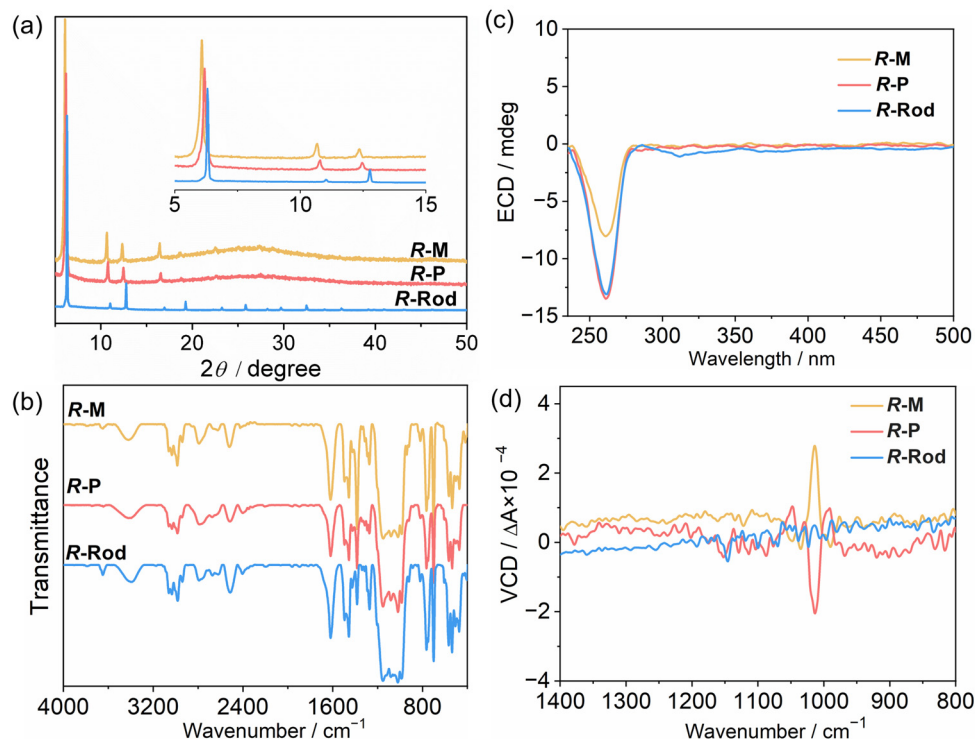 (a)
5 10 15
R-M
R-P
R-Rod
10 20 30 40 50
2θ / degree
(b)
Transmittance
R-M
R-P
R-Rod
4000 3200 2400 1600 800
Wavenumber / cm⁻¹
(c)
ECD / mdeg
10
5
0
−5
−10
−15
R-M
R-P
R-Rod
250 300 350 400 450 500
Wavelength / nm
(d)
VCD / ΔA×10⁻⁴
4
2
0
−2
−4
R-M
R-P
R-Rod
1400 1300 1200 1100 1000 900 800
Wavenumber / cm⁻¹